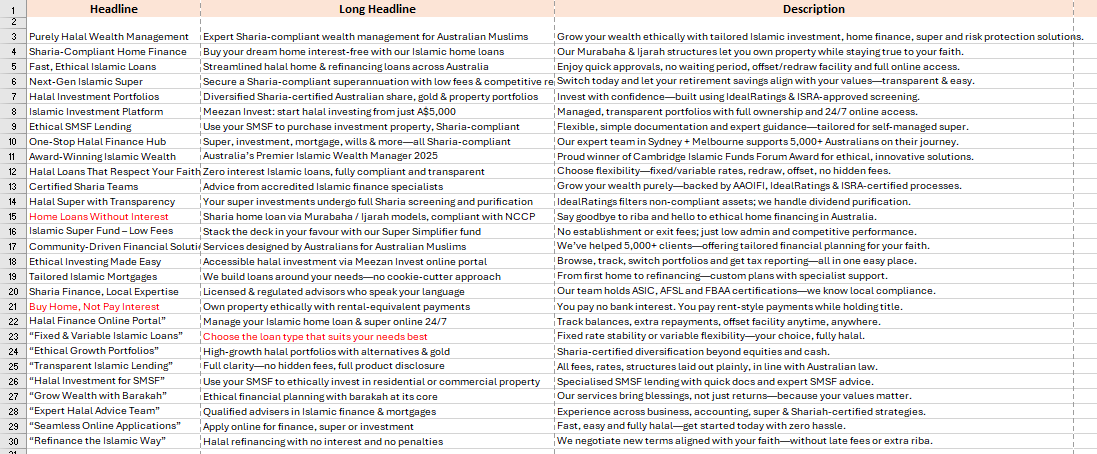 Headline Long Headline Description
1
2
3 Purely Halal Wealth Management Expert Sharia-compliant wealth management for Australian Muslims Grow your wealth ethically with tailored Islamic investment, home finance, super and risk protection solutions.
4 Sharia-Compliant Home Finance Buy your dream home interest-free with our Islamic home loans Our Murabaha & Ijarah structures let you own property while staying true to your faith.
5 Fast, Ethical Islamic Loans Streamlined halal home & refinancing loans across Australia Enjoy quick approvals, no waiting period, offset/redraw facility and full online access.
6 Next-Gen Islamic Super Secure a Sharia-compliant superannuation with low fees & competitive re Switch today and let your retirement savings align with your values—transparent & easy.
7 Halal Investment Portfolios Diversified Sharia-certified Australian share, gold & property portfolios Invest with confidence—built using IdealRatings & ISRA-approved screening.
8 Islamic Investment Platform Meezan Invest: start halal investing from just A$5,000 Managed, transparent portfolios with full ownership and 24/7 online access.
9 Ethical SMSF Lending Use your SMSF to purchase investment property, Sharia-compliant Flexible, simple documentation and expert guidance—tailored for self-managed super.
10 One-Stop Halal Finance Hub Super, investment, mortgage, wills & more—all Sharia-compliant Our expert team in Sydney + Melbourne supports 5,000+ Australians on their journey.
11 Award-Winning Islamic Wealth Australia's Premier Islamic Wealth Manager 2025 Proud winner of Cambridge Islamic Funds Forum Award for ethical, innovative solutions.
12 Halal Loans That Respect Your Faith Zero interest Islamic loans, fully compliant and transparent Choose flexibility—fixed/variable rates, redraw, offset, no hidden fees.
13 Certified Sharia Teams Advice from accredited Islamic finance specialists Grow your wealth purely—backed by AAOIFI, IdealRatings & ISRA-certified processes.
14 Halal Super with Transparency Your super investments undergo full Sharia screening and purification IdealRatings filters non-compliant assets; we handle dividend purification.
15 Home Loans Without Interest Sharia home loan via Murabaha / Ijarah models, compliant with NCCP Say goodbye to riba and hello to ethical home financing in Australia.
16 Islamic Super Fund – Low Fees Stack the deck in your favour with our Super Simplifier fund No establishment or exit fees; just low admin and competitive performance.
17 Community-Driven Financial Soluti Services designed by Australians for Australian Muslims We've helped 5,000+ clients—offering tailored financial planning for your faith.
18 Ethical Investing Made Easy Accessible halal investment via Meezan Invest online portal Browse, track, switch portfolios and get tax reporting—all in one easy place.
19 Tailored Islamic Mortgages We build loans around your needs—no cookie-cutter approach From first home to refinancing—custom plans with specialist support.
20 Sharia Finance, Local Expertise Licensed & regulated advisors who speak your language Our team holds ASIC, AFSL and FBAA certifications—we know local compliance.
21 Buy Home, Not Pay Interest Own property ethically with rental-equivalent payments You pay no bank interest. You pay rent-style payments while holding title.
22 Halal Finance Online Portal” Manage your Islamic home loan & super online 24/7 Track balances, extra repayments, offset facility anytime, anywhere.
23 “Fixed & Variable Islamic Loans” Choose the loan type that suits your needs best Fixed rate stability or variable flexibility—your choice, fully halal.
24 “Ethical Growth Portfolios” High-growth halal portfolios with alternatives & gold Sharia-certified diversification beyond equities and cash.
25 “Transparent Islamic Lending” Full clarity—no hidden fees, full product disclosure All fees, rates, structures laid out plainly, in line with Australian law.
26 “Halal Investment for SMSF” Use your SMSF to ethically invest in residential or commercial property Specialised SMSF lending with quick docs and expert SMSF advice.
27 “Grow Wealth with Barakah” Ethical financial planning with barakah at its core Our services bring blessings, not just returns—because your values matter.
28 “Expert Halal Advice Team” Qualified advisers in Islamic finance & mortgages Experience across business, accounting, super & Shariah-certified strategies.
29 “Seamless Online Applications” Apply online for finance, super or investment Fast, easy and fully halal—get started today with zero hassle.
30 “Refinance the Islamic Way” Halal refinancing with no interest and no penalties We negotiate new terms aligned with your faith—without late fees or extra riba.